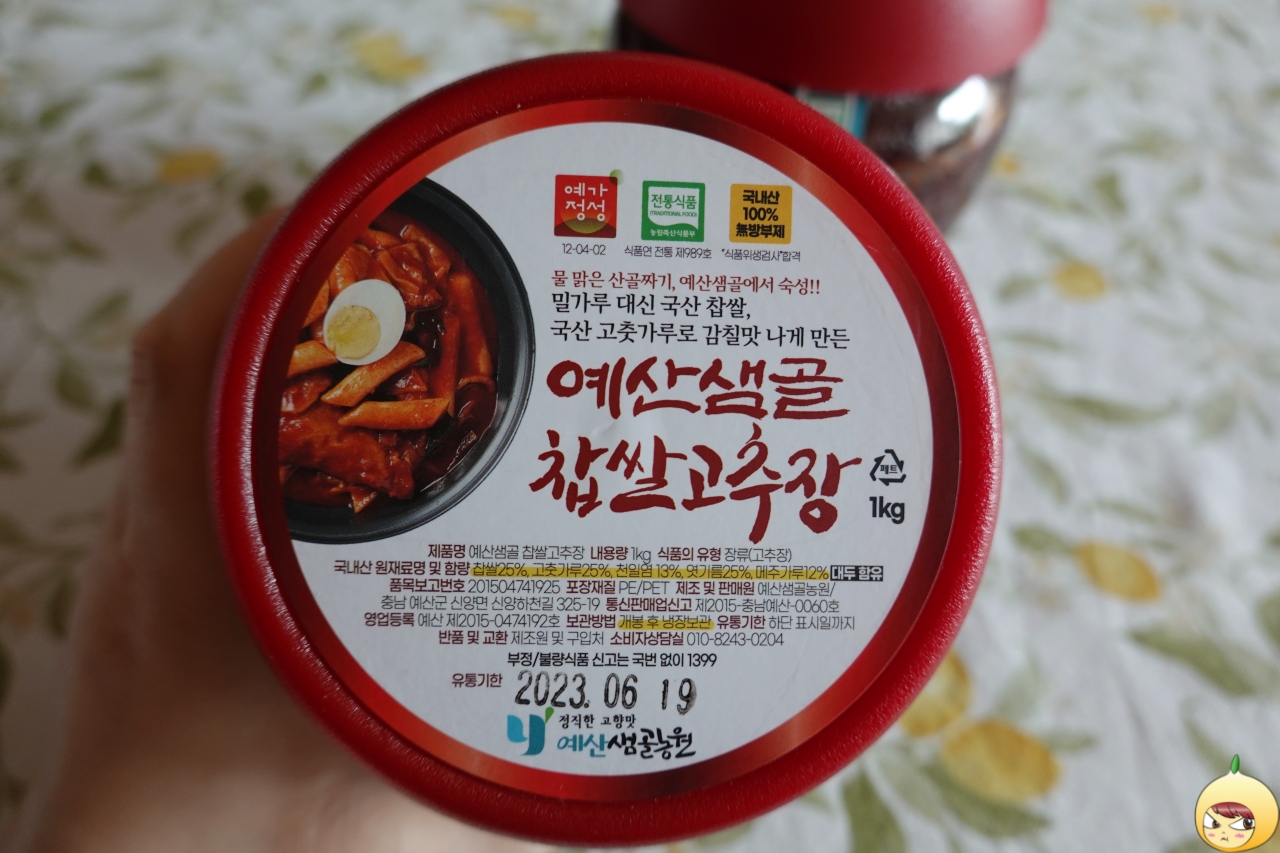 예가
정성
12-04-02
전통식품
(TRADITIONAL FOOD)
농림축산식품부
식품연 전통 제989호
국내산
100%
無방부제
"식품위생검사"합격
물 맑은 산골짜기, 예산샘골에서 숙성!!
밀가루 대신 국산 찹쌀,
국산 고춧가루로 감칠맛 나게 만든
예산샘골
찹쌀고추장
페트
1kg
제품명 예산샘골 찹쌀고추장 내용량 1kg 식품의 유형 장류(고추장)
국내산 원재료명 및 함량 찹쌀25%, 고춧가루25%, 천일염 13%, 엿기름25%, 메주가루12% 대두 함유
품목보고번호 201504741925 포장재질 PE/PET 제조 및 판매원 예산샘골농원/
충남 예산군 신양면 신양하천길 325-19 통신판매업신고 제2015-충남예산-0060호
영업등록 예산 제2015-0474192호 보관방법 개봉 후 냉장보관 유통기한 하단 표시일까지
반품 및 교환 제조원 및 구입처 소비자상담실 010-8243-0204
부정/불량식품 신고는 국번 없이 1399
유통기한 2023. 06 19
정직한 고향맛
예산샘골농원